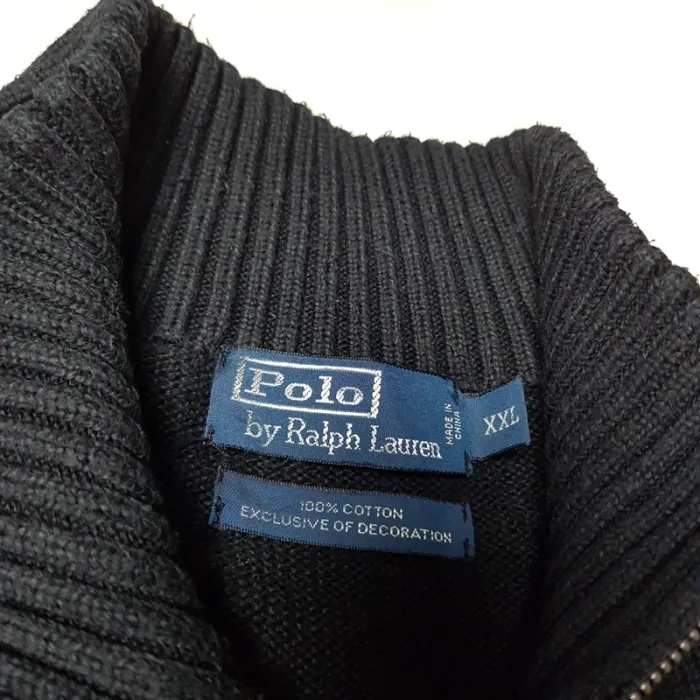 Polo
by Ralph Lauren
MADE IN
CHINA
XXL
100% COTTON
EXCLUSIVE OF DECORATION